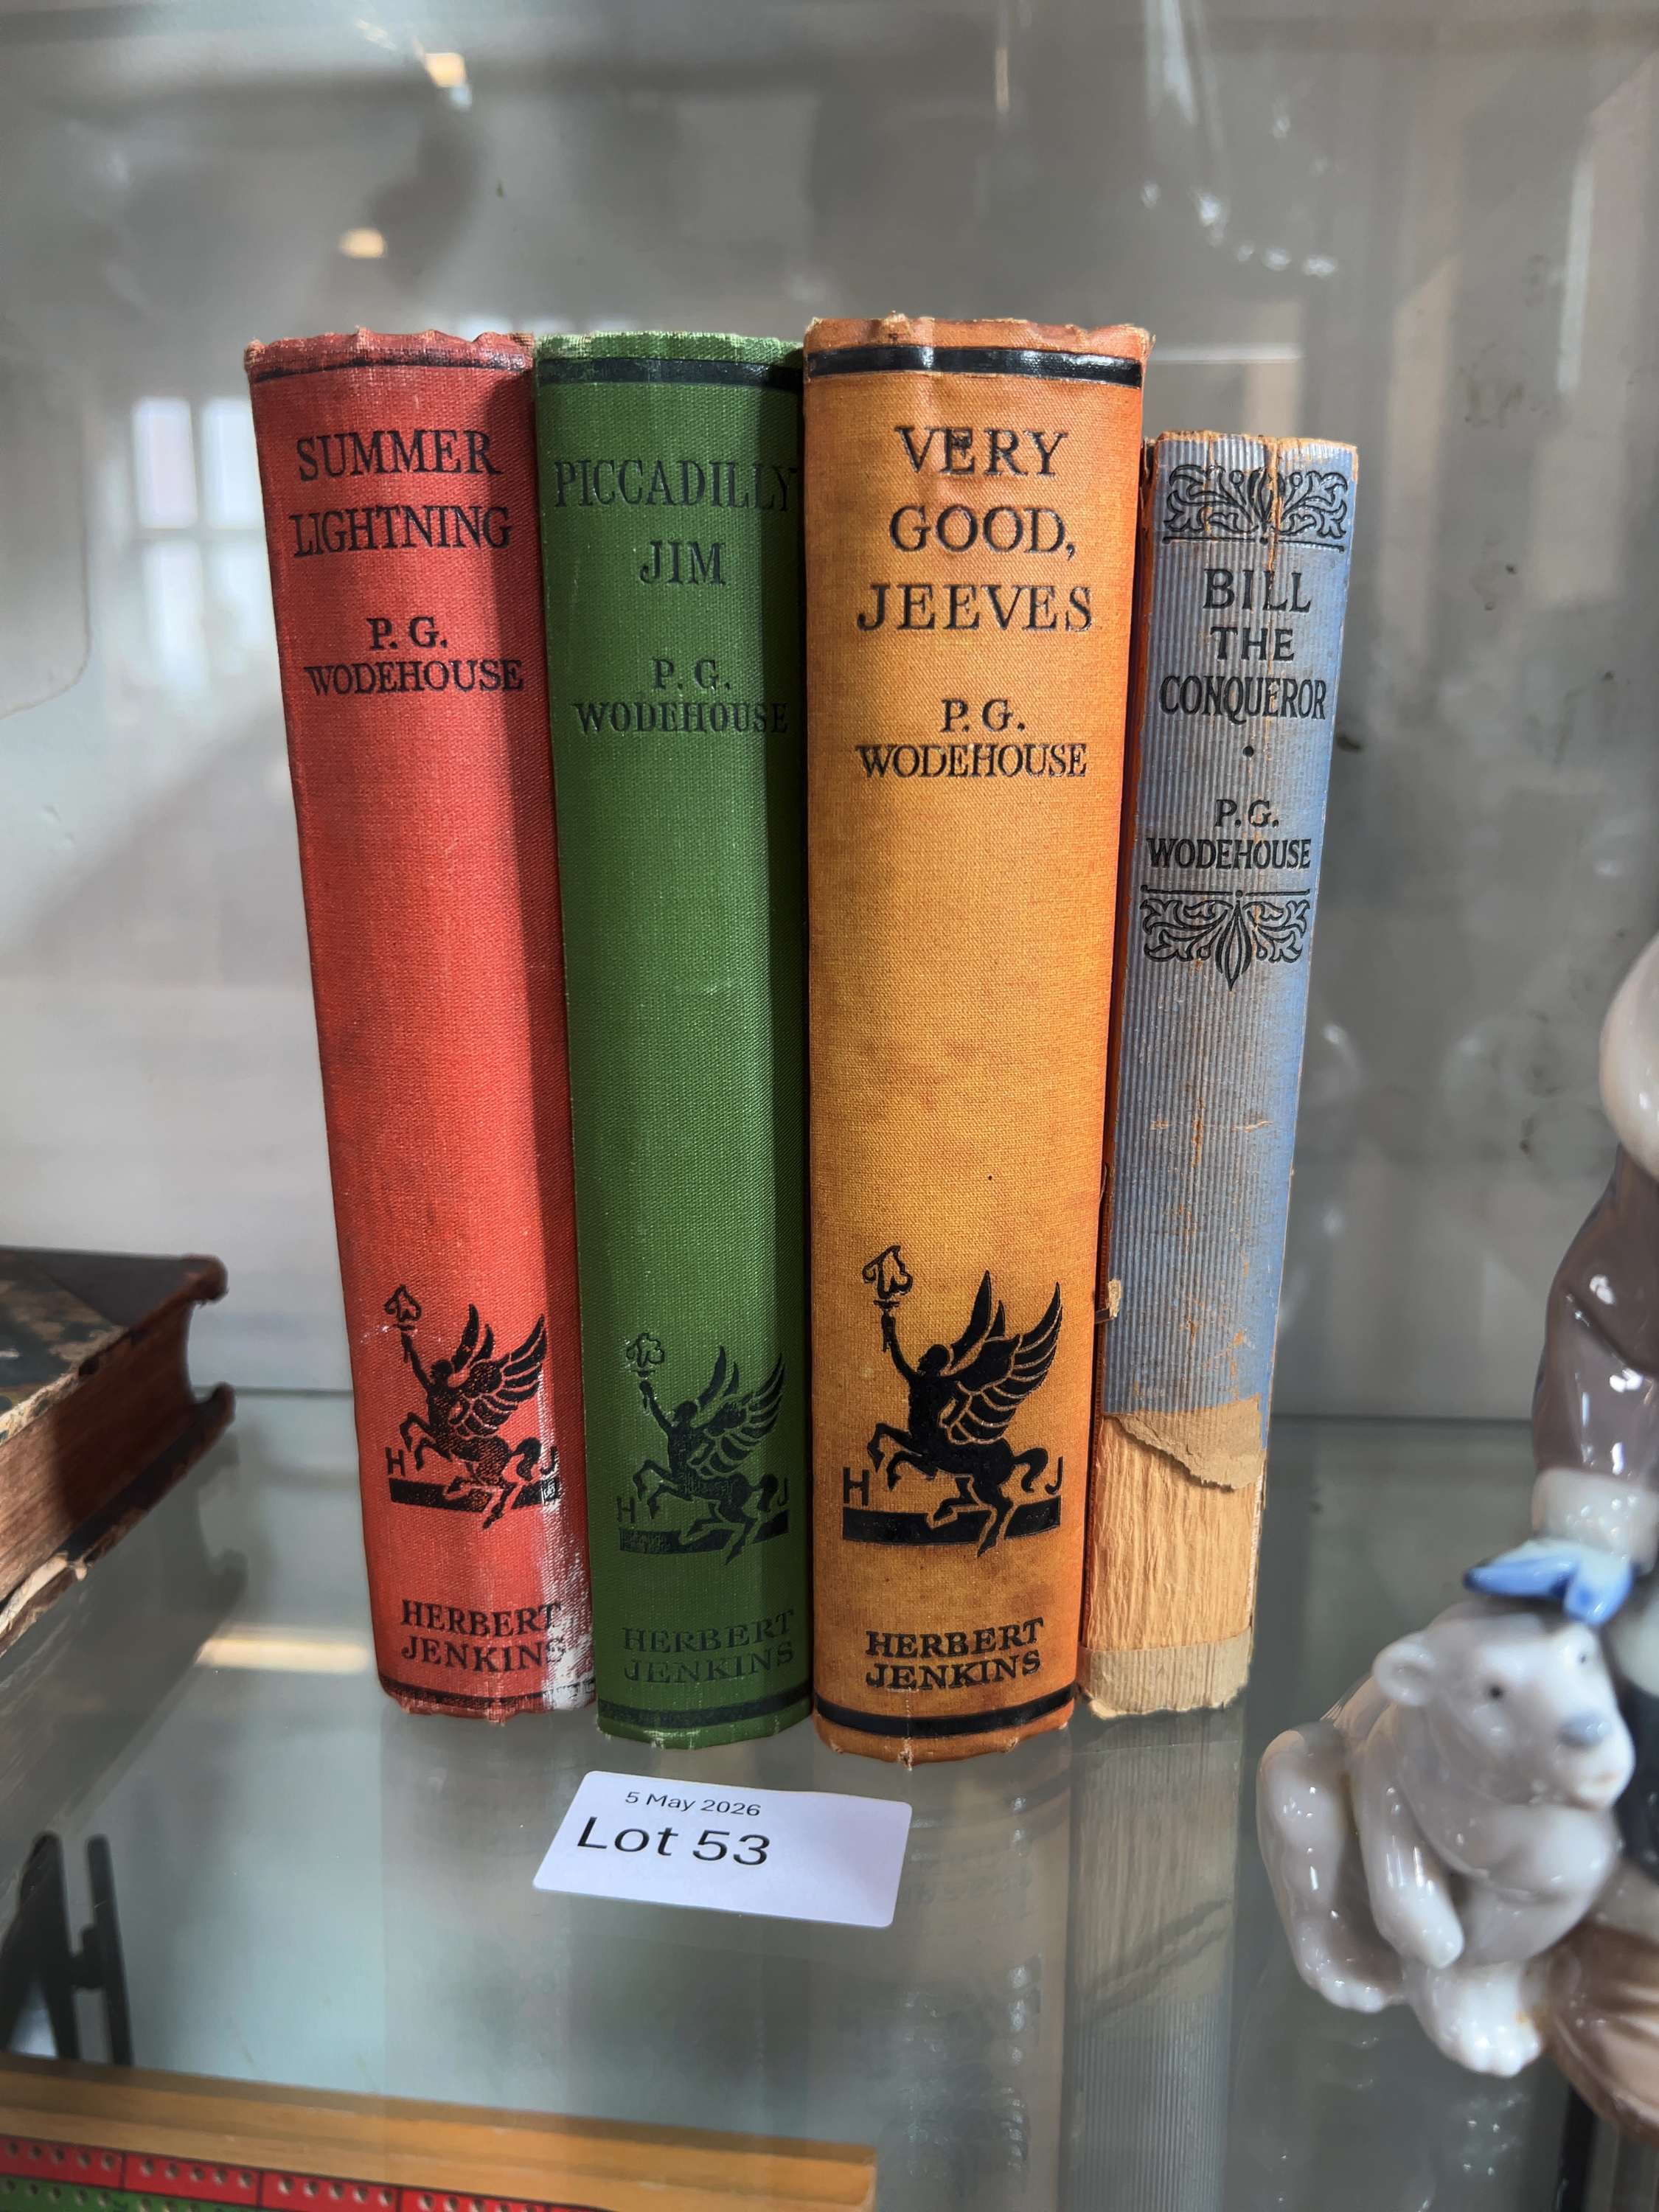 SUMMER
LIGHTNING
P. G.
WODEHOUSE
H J
HERBERT
JENKINS
PICCADILLY
JIM
P. G.
WODEHOUSE
H J
HERBERT
JENKINS
VERY
GOOD,
JEEVES
P. G.
WODEHOUSE
H J
HERBERT
JENKINS
BILL
THE
CONQUEROR
•
P.G.
WODEHOUSE
5 May 2026
Lot 53